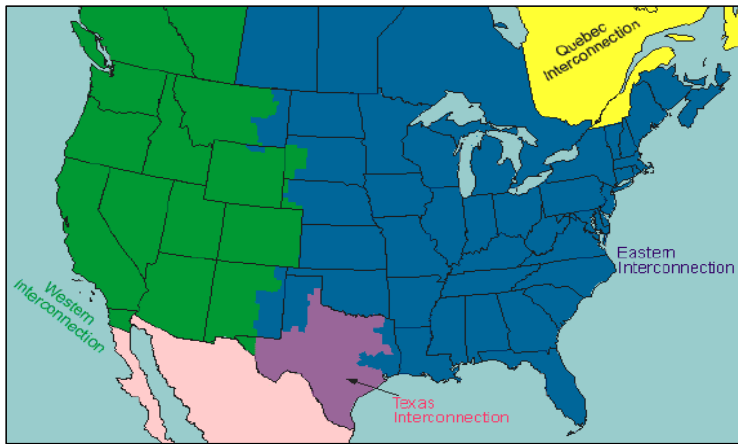 Quebec
Interconnection
Eastern
Interconnection
Western
Interconnection
Texas
Interconnection